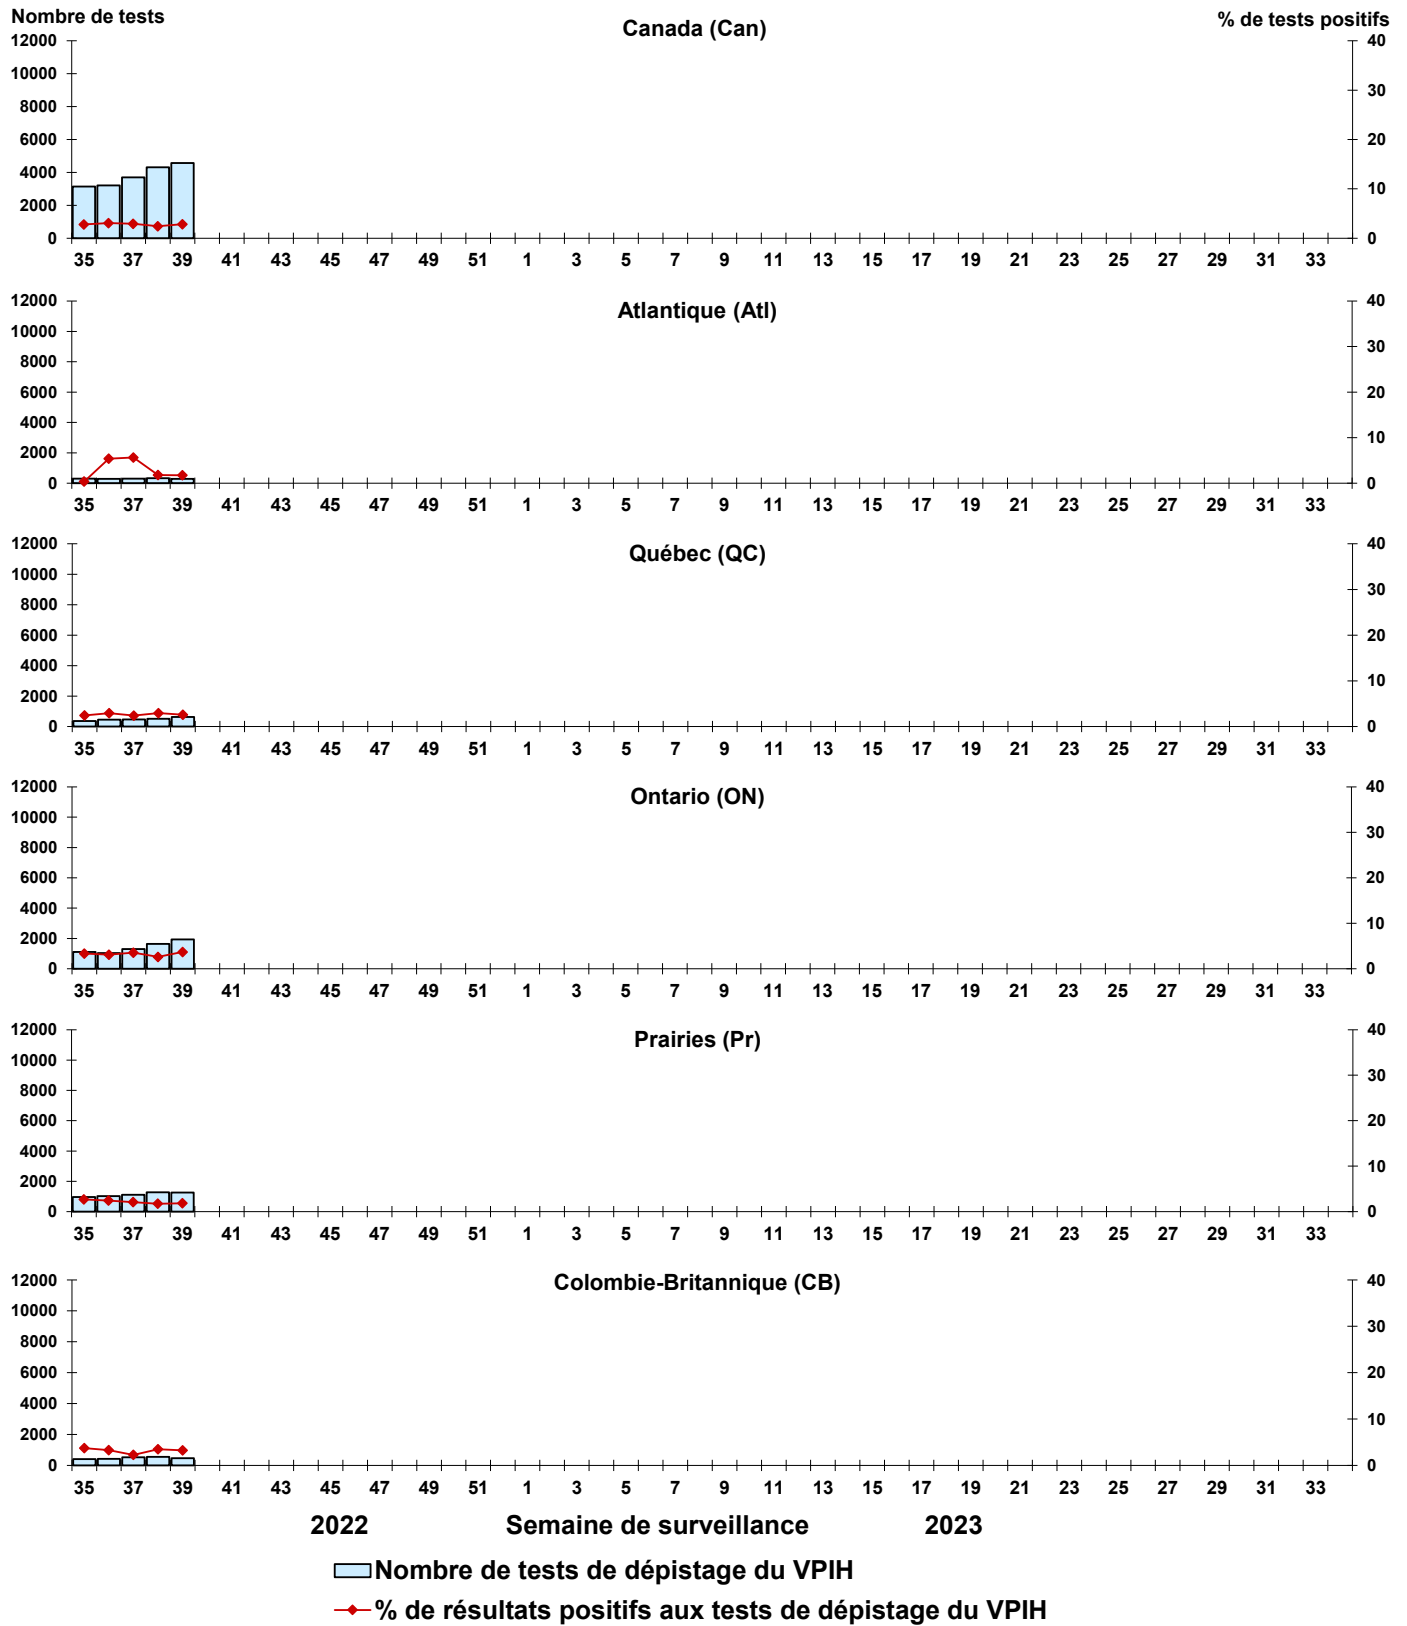 Nombre de tests
Canada (Can)
% de tests positifs
12000 40
10000 30
8000
6000 20
4000 10
2000
0 0
35 37 39 41 43 45 47 49 51 1 3 5 7 9 11 13 15 17 19 21 23 25 27 29 31 33
Atlantique (Atl)
12000 40
10000 30
8000
6000 20
4000 10
2000
0 0
35 37 39 41 43 45 47 49 51 1 3 5 7 9 11 13 15 17 19 21 23 25 27 29 31 33
Québec (QC)
12000 40
10000 30
8000
6000 20
4000 10
2000
0 0
35 37 39 41 43 45 47 49 51 1 3 5 7 9 11 13 15 17 19 21 23 25 27 29 31 33
Ontario (ON)
12000 40
10000 30
8000
6000 20
4000 10
2000
0 0
35 37 39 41 43 45 47 49 51 1 3 5 7 9 11 13 15 17 19 21 23 25 27 29 31 33
Prairies (Pr)
12000 40
10000 30
8000
6000 20
4000 10
2000
0 0
35 37 39 41 43 45 47 49 51 1 3 5 7 9 11 13 15 17 19 21 23 25 27 29 31 33
Colombie-Britannique (CB)
12000 40
10000 30
8000
6000 20
4000 10
2000
0 0
35 37 39 41 43 45 47 49 51 1 3 5 7 9 11 13 15 17 19 21 23 25 27 29 31 33
2022 Semaine de surveillance 2023
Nombre de tests de dépistage du VPIH
% de résultats positifs aux tests de dépistage du VPIH